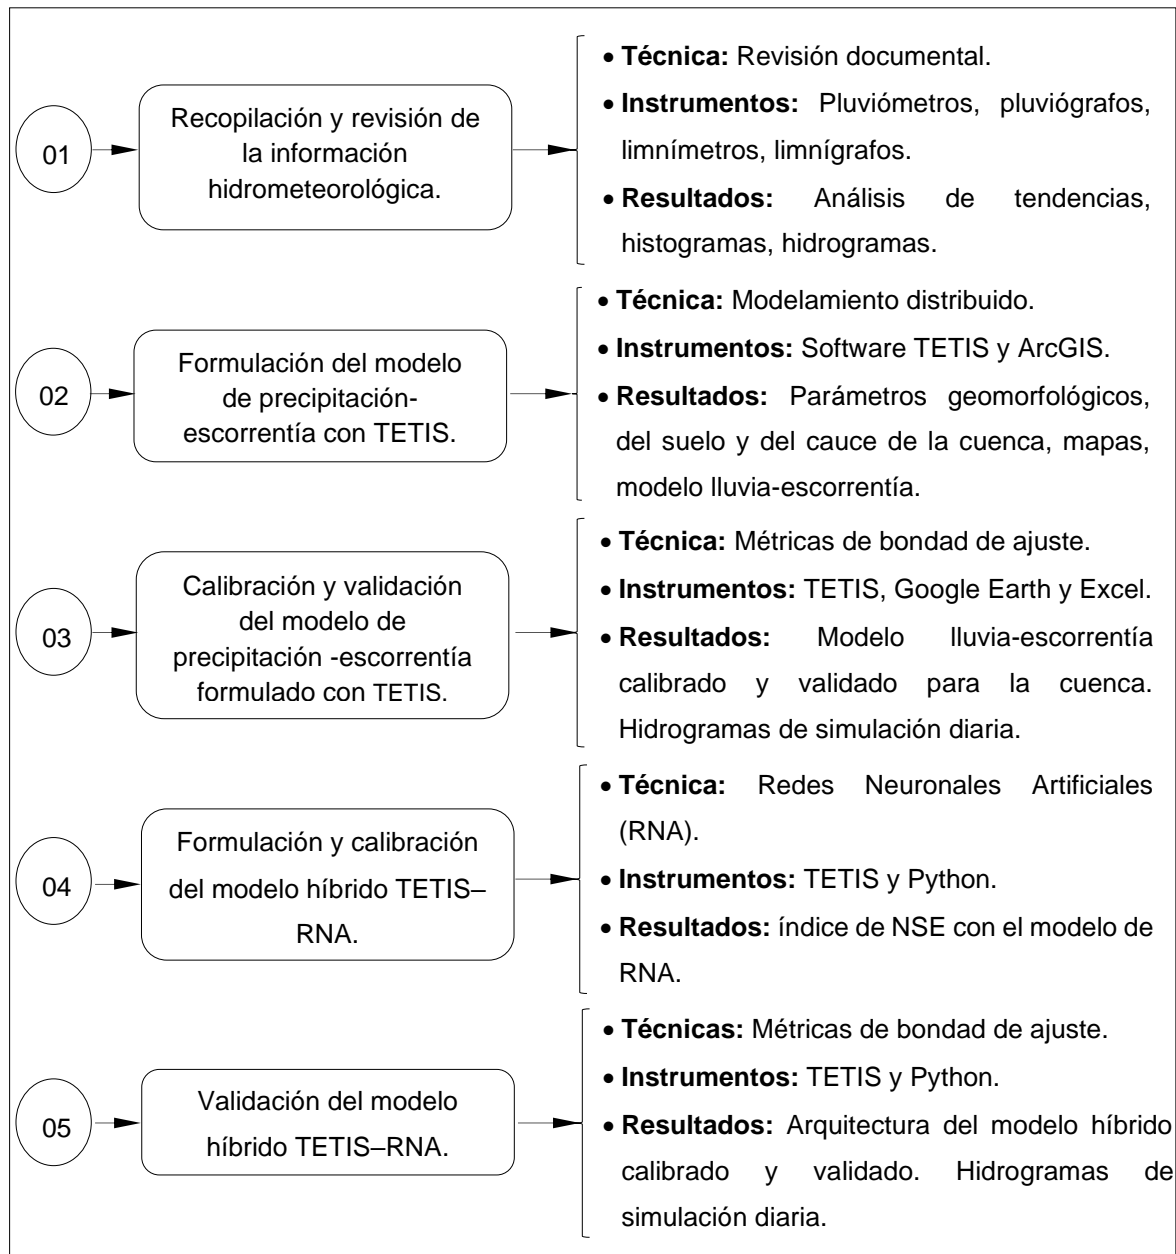 01
Recopilación y revisión de
la información
hidrometeorológica.
• Técnica: Revisión documental.
• Instrumentos: Pluviómetros, pluviógrafos,
limnímetros, limnígrafos.
• Resultados: Análisis de tendencias,
histogramas, hidrogramas.
02
Formulación del modelo
de precipitación-
escorrentía con TETIS.
• Técnica: Modelamiento distribuido.
• Instrumentos: Software TETIS y ArcGIS.
• Resultados: Parámetros geomorfológicos,
del suelo y del cauce de la cuenca, mapas,
modelo lluvia-escorrentía.
03
Calibración y validación
del modelo de
precipitación -escorrentía
formulado con TETIS.
• Técnica: Métricas de bondad de ajuste.
• Instrumentos: TETIS, Google Earth y Excel.
• Resultados: Modelo lluvia-escorrentía
calibrado y validado para la cuenca.
Hidrogramas de simulación diaria.
04
Formulación y calibración
del modelo híbrido TETIS–
RNA.
• Técnica: Redes Neuronales Artificiales
(RNA).
• Instrumentos: TETIS y Python.
• Resultados: índice de NSE con el modelo de
RNA.
05
Validación del modelo
híbrido TETIS–RNA.
• Técnicas: Métricas de bondad de ajuste.
• Instrumentos: TETIS y Python.
• Resultados: Arquitectura del modelo híbrido
calibrado y validado. Hidrogramas de
simulación diaria.